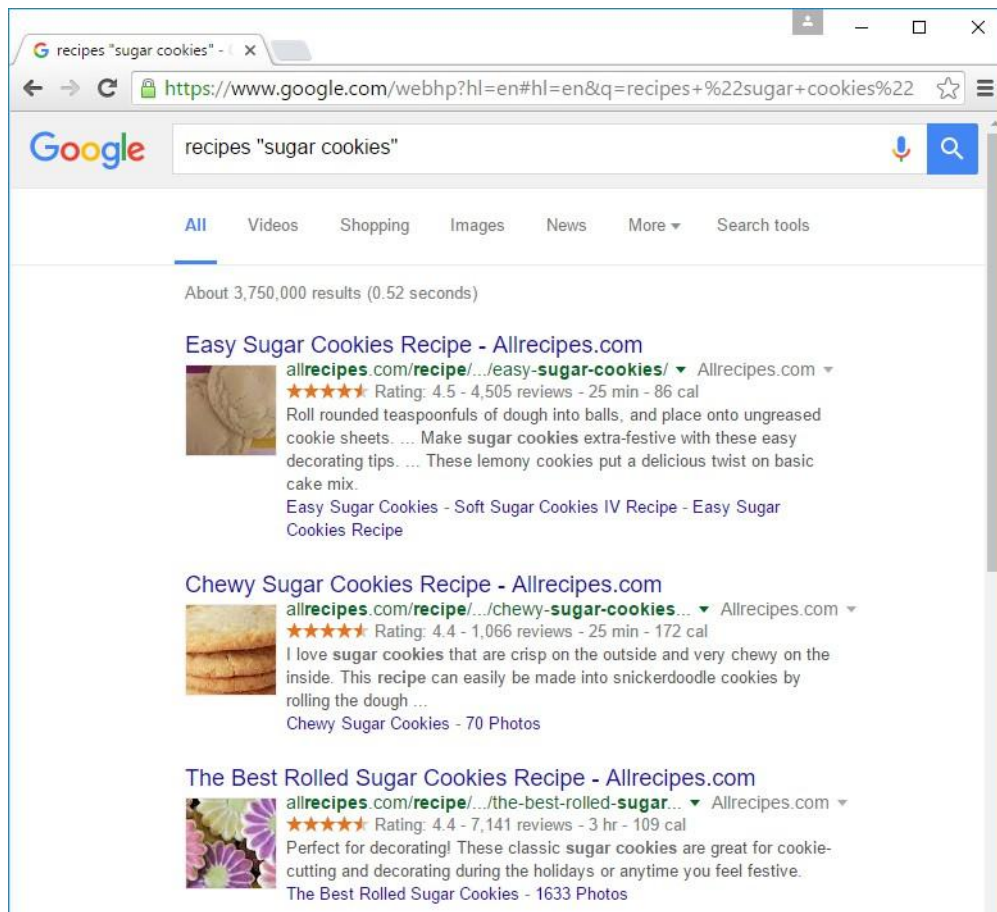 recipes "sugar cookies" -
https://www.google.com/webhp?hl=en#hl=en&q=recipes+%22sugar+cookies%22
Google
recipes "sugar cookies"
All Videos Shopping Images News More Search tools
About 3,750,000 results (0.52 seconds)
Easy Sugar Cookies Recipe - Allrecipes.com
allrecipes.com/recipe/.../easy-sugar-cookies/ Allrecipes.com
Rating: 4.5 - 4,505 reviews - 25 min - 86 cal
Roll rounded teaspoonfuls of dough into balls, and place onto ungreased
cookie sheets. ... Make sugar cookies extra-festive with these easy
decorating tips. ... These lemony cookies put a delicious twist on basic
cake mix.
Easy Sugar Cookies - Soft Sugar Cookies IV Recipe - Easy Sugar
Cookies Recipe
Chewy Sugar Cookies Recipe - Allrecipes.com
allrecipes.com/recipe/.../chewy-sugar-cookies... Allrecipes.com
Rating: 4.4 - 1,066 reviews - 25 min - 172 cal
I love sugar cookies that are crisp on the outside and very chewy on the
inside. This recipe can easily be made into snickerdoodle cookies by
rolling the dough ...
Chewy Sugar Cookies - 70 Photos
The Best Rolled Sugar Cookies Recipe - Allrecipes.com
allrecipes.com/recipe/.../the-best-rolled-sugar... Allrecipes.com
Rating: 4.4 - 7,141 reviews - 3 hr - 109 cal
Perfect for decorating! These classic sugar cookies are great for cookie-
cutting and decorating during the holidays or anytime you feel festive.
The Best Rolled Sugar Cookies - 1633 Photos